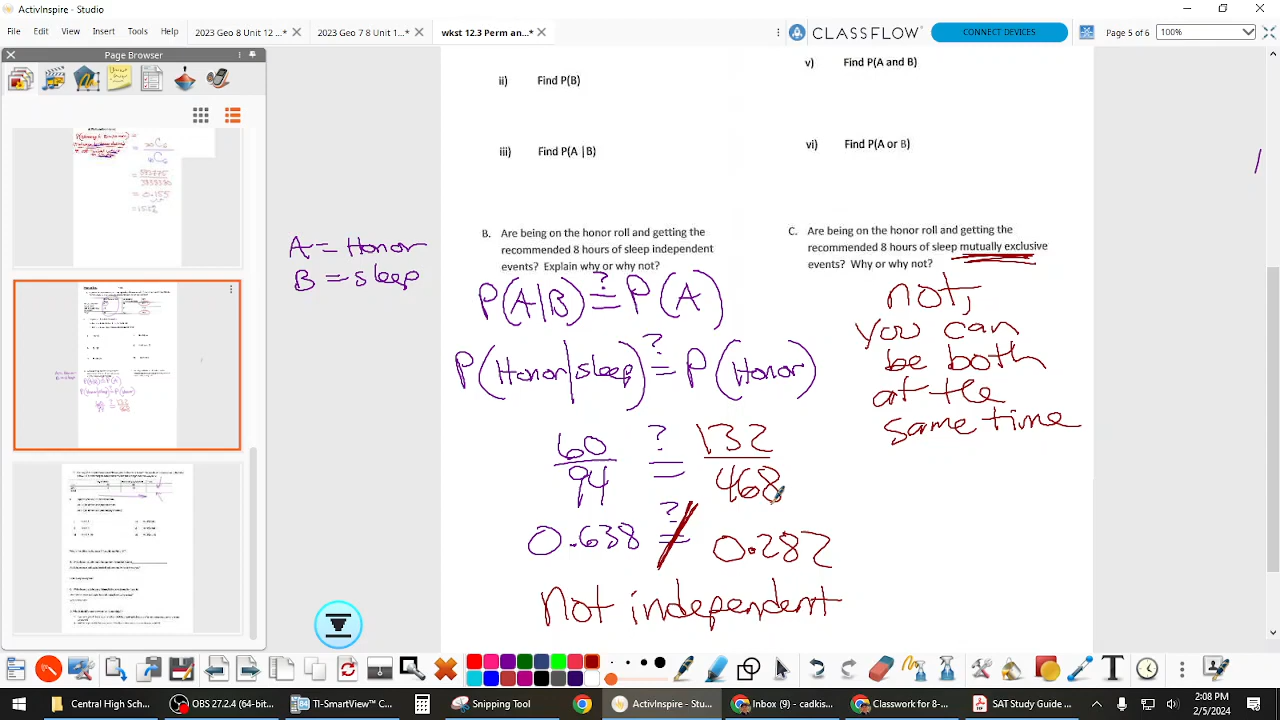 ActivInspire - Studio
File Edit View Insert Tools Help
2023 Geo 8 Unit 12...*
2023 Geo 7 8 U 1...*
wkst 12.3 Perm an...*
CLASSFLOW
CONNECT DEVICES
Page 5 of 6
100%
Page Browser
ii) Find P(B)
iii) Find P(A |B)
v) Find P(A and B)
vi) Find P(A or B)
A = Honor
B = sleep
B. Are being on the honor roll and getting the
recommended 8 hours of sleep independent
events? Explain why or why not?
P(A|B) ?= P(A)
P(Honor|sleep) ?= P(Honor)
60/94 ?= 132/468
0.638 ≠ 0.282
not independent
C. Are being on the honor roll and getting the
recommended 8 hours of sleep mutually exclusive
events? Why or why not?
not,
you can
be both
at the
same time
Central High Sc...
OBS 27.2.4 (64-bit...
I-SmartView™ C...
Snipping Tool
ActivInspire - Studio
Inbox (9) - cadkis...
Classwork for 8-...
SAT Study Guide ...
2:08 PM
2/5/2024